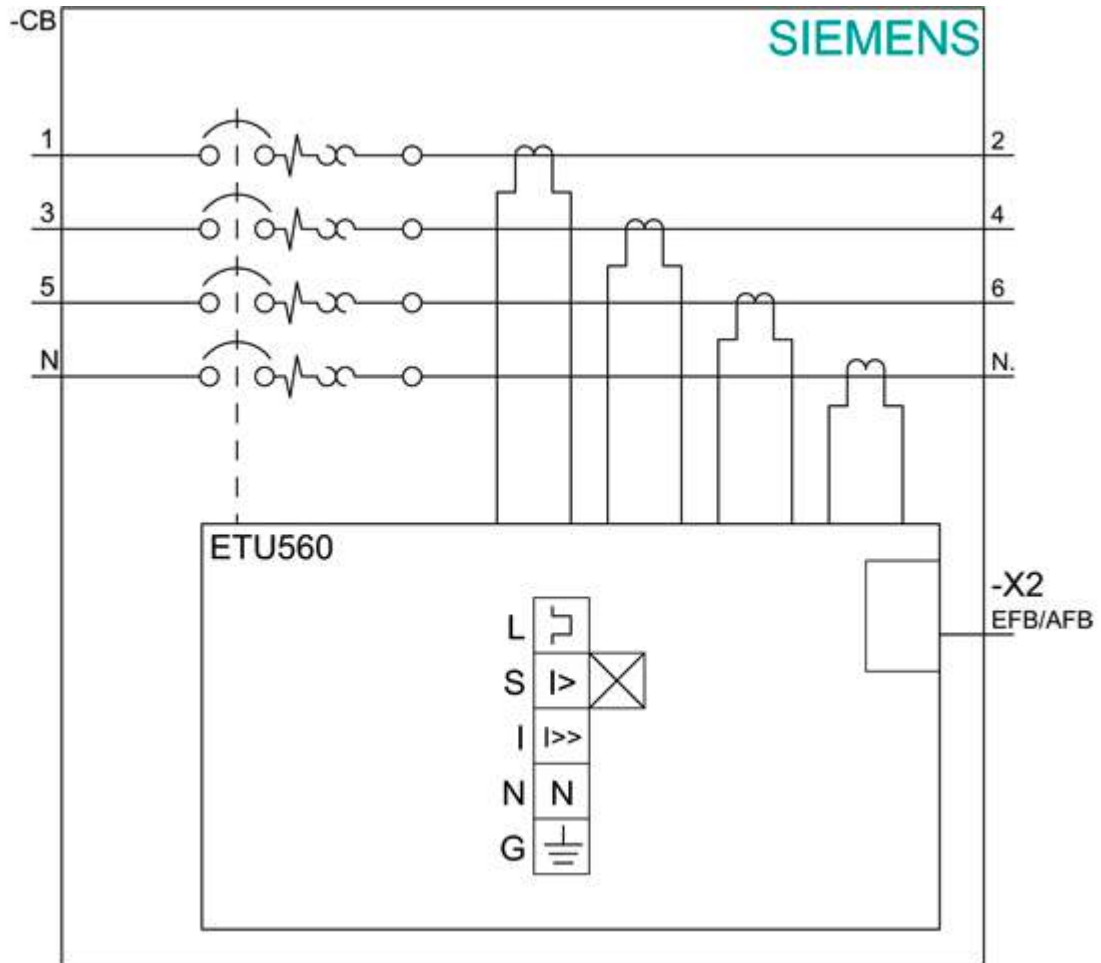 -CB
SIEMENS
1
2
3
4
5
6
N
N.
ETU560
-X2
EFB/AFB
L
S I>
I I>>
N N
G